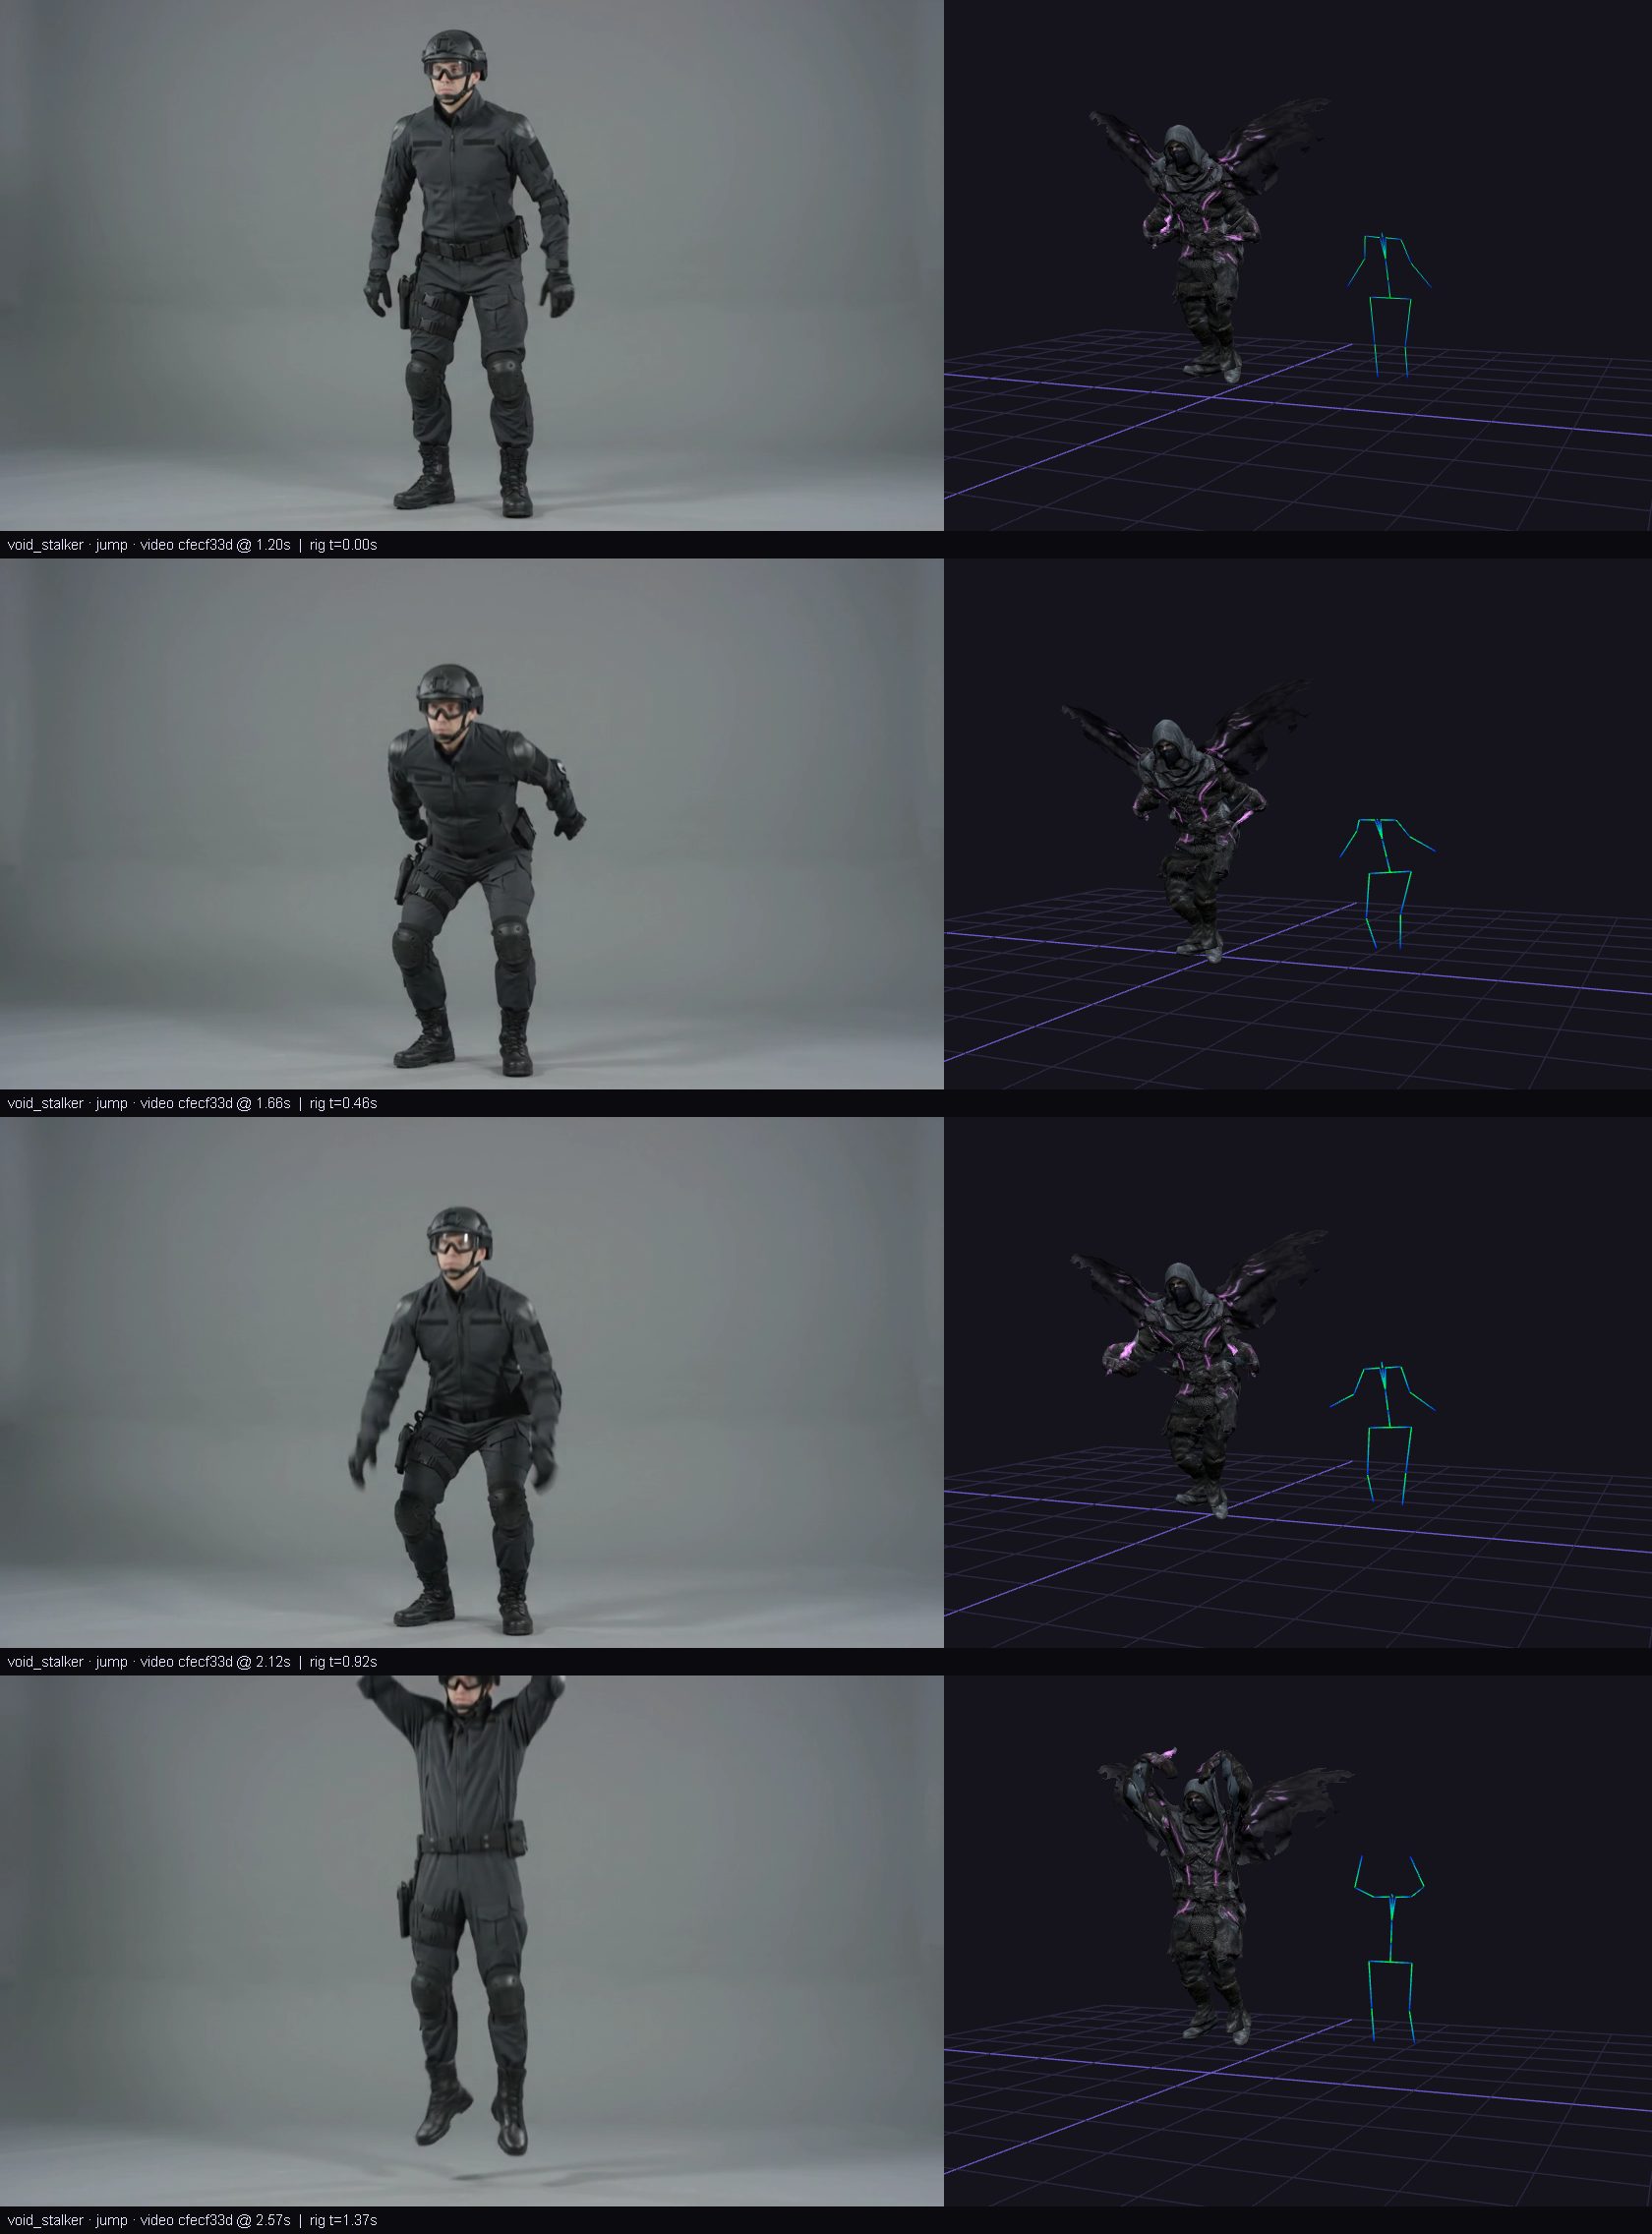 void_stalker · jump · video cfecf33d @ 1.20s | rig t=0.00s
void_stalker · jump · video cfecf33d @ 1.66s | rig t=0.46s
void_stalker · jump · video cfecf33d @ 2.12s | rig t=0.92s
void_stalker · jump · video cfecf33d @ 2.57s | rig t=1.37s